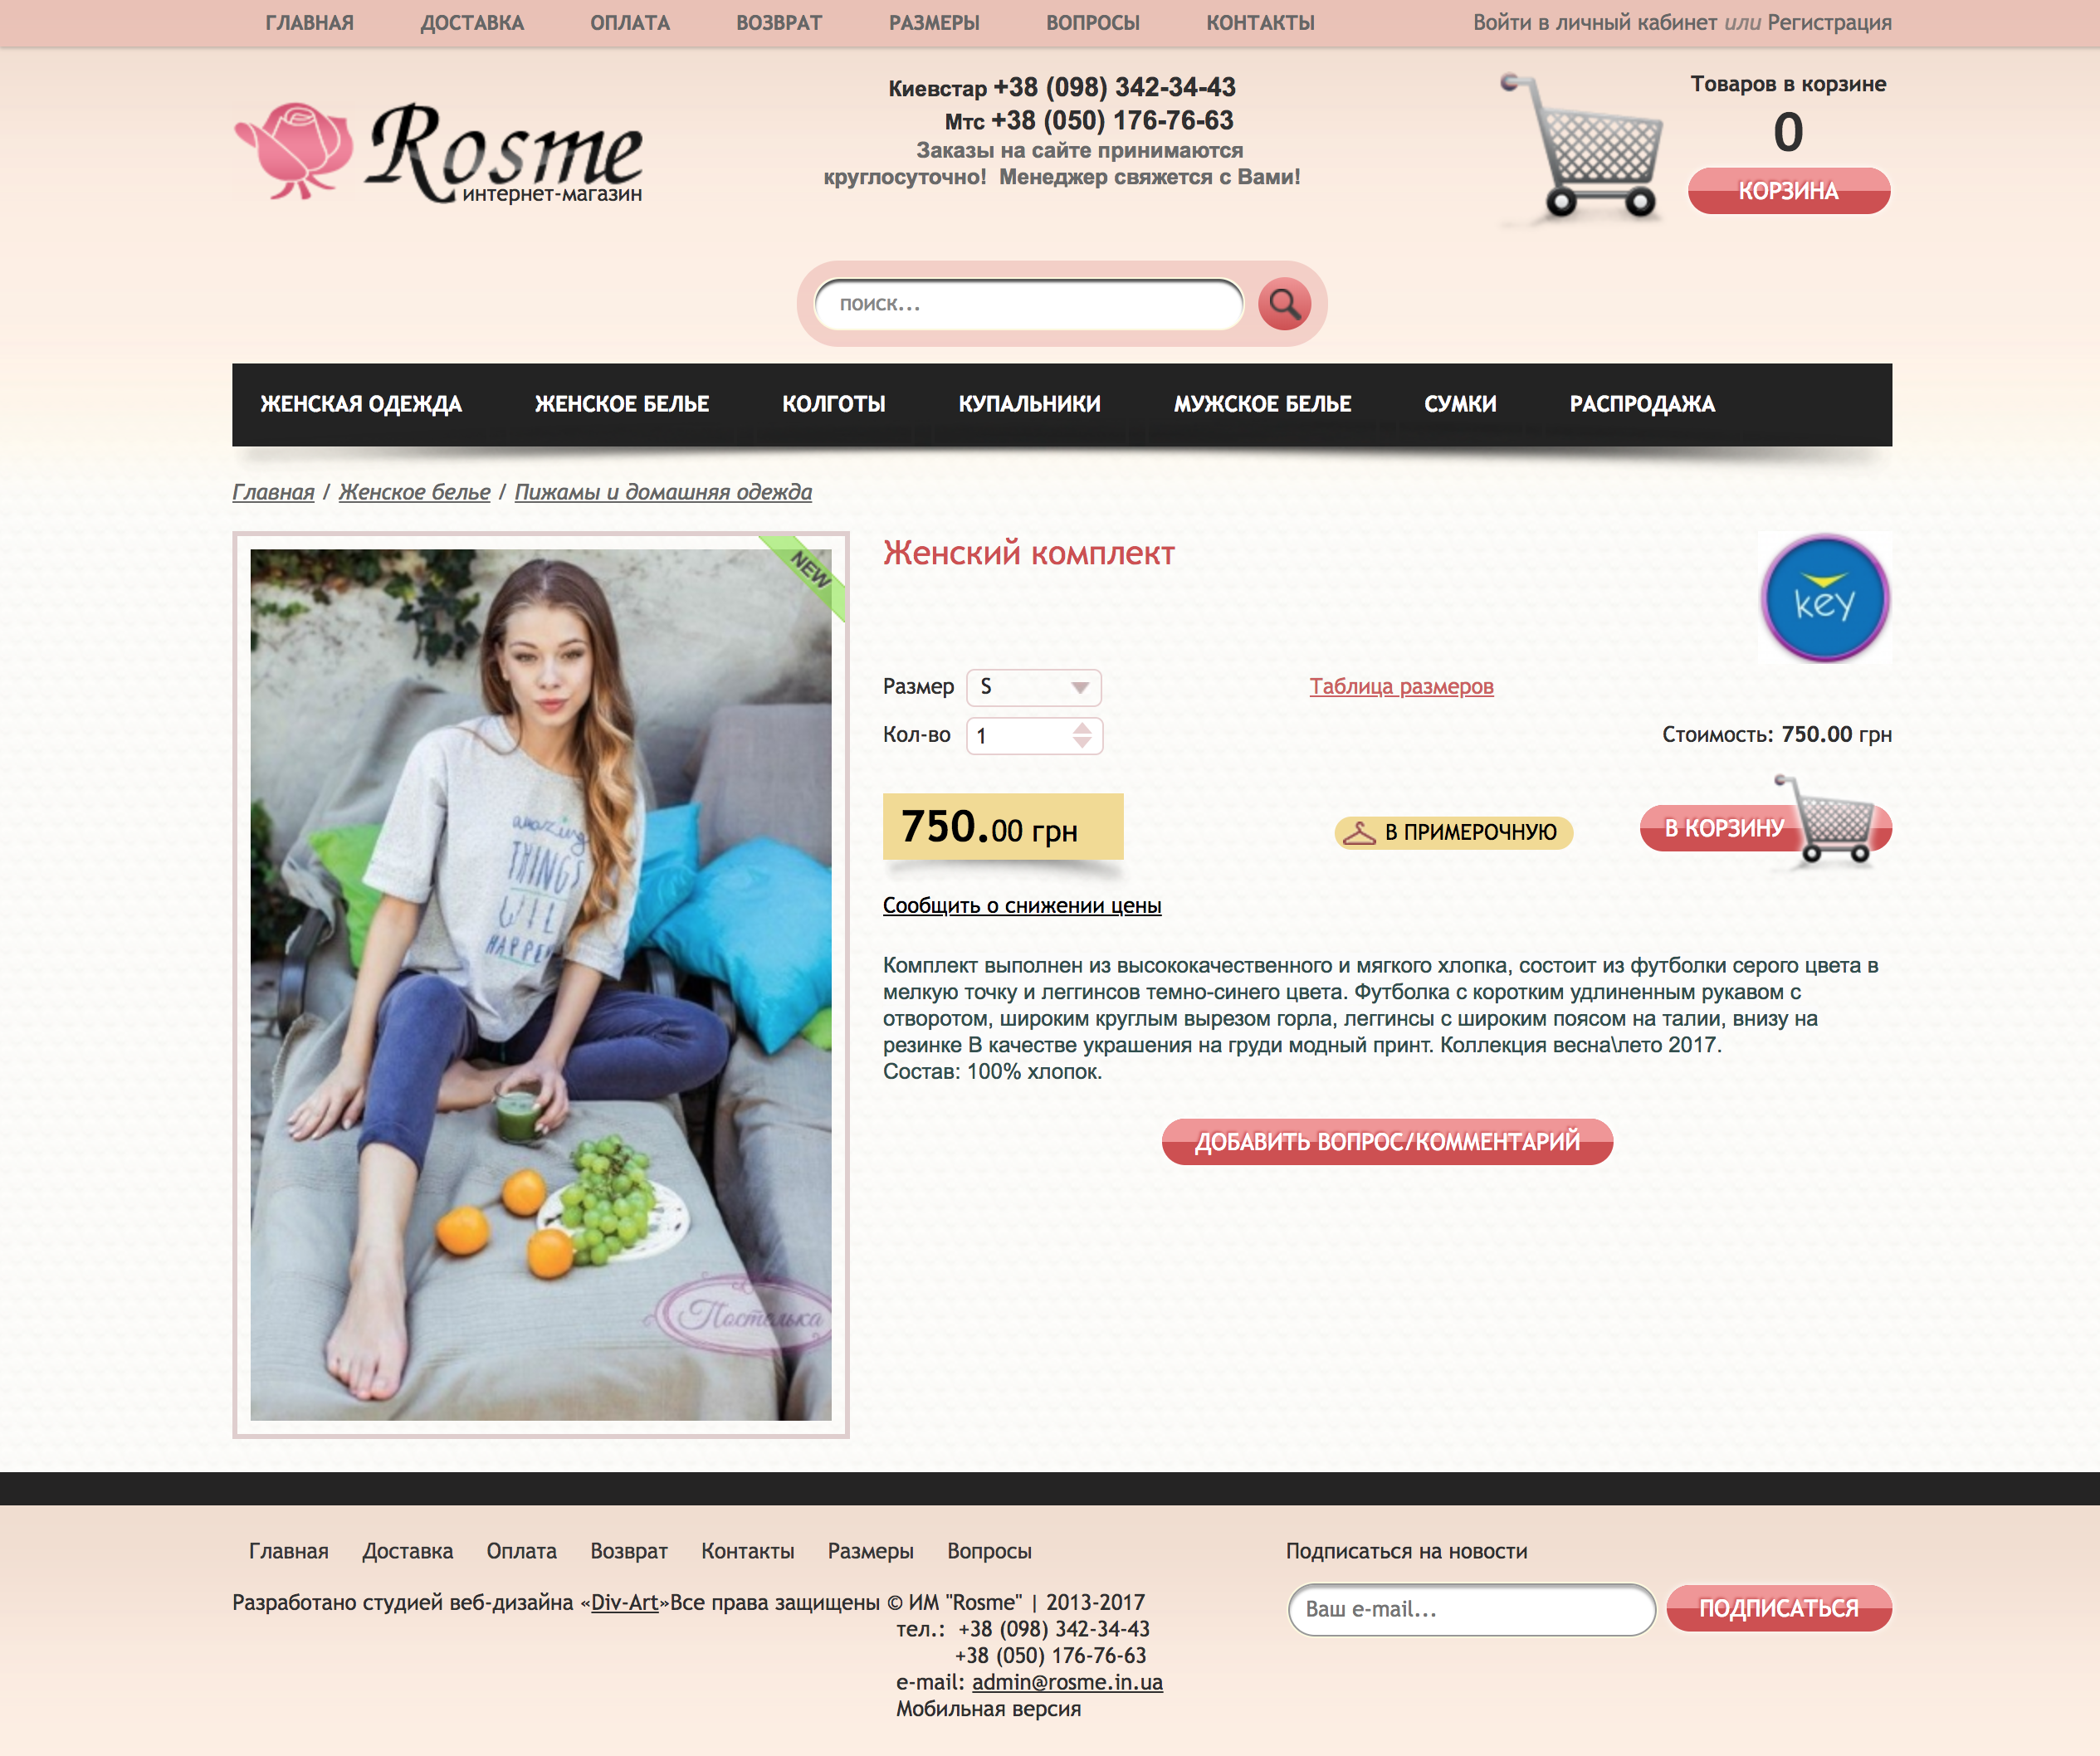 ГЛАВНАЯ ДОСТАВКА ОПЛАТА ВОЗВРАТ РАЗМЕРЫ ВОПРОСЫ КОНТАКТЫ Войти в личный кабинет или Регистрация
Rosme
интернет-магазин
Киевстар +38 (098) 342-34-43
Мтс +38 (050) 176-76-63
Заказы на сайте принимаются
круглосуточно! Менеджер свяжется с Вами!
Товаров в корзине
0
КОРЗИНА
поиск...
ЖЕНСКАЯ ОДЕЖДА ЖЕНСКОЕ БЕЛЬЕ КОЛГОТЫ КУПАЛЬНИКИ МУЖСКОЕ БЕЛЬЕ СУМКИ РАСПРОДАЖА
Главная / Женское белье / Пижамы и домашняя одежда
NEW
amazing
THINGS
WILL
HAPPEN
Постелька
Женский комплект
key
Размер S Таблица размеров
Кол-во 1 Стоимость: 750.00 грн
750.00 грн В ПРИМЕРОЧНУЮ В КОРЗИНУ
Сообщить о снижении цены
Комплект выполнен из высококачественного и мягкого хлопка, состоит из футболки серого цвета в
мелкую точку и леггинсов темно-синего цвета. Футболка с коротким удлиненным рукавом с
отворотом, широким круглым вырезом горла, леггинсы с широким поясом на талии, внизу на
резинке В качестве украшения на груди модный принт. Коллекция весна\лето 2017.
Состав: 100% хлопок.
ДОБАВИТЬ ВОПРОС/КОММЕНТАРИЙ
Главная Доставка Оплата Возврат Контакты Размеры Вопросы
Разработано студией веб-дизайна «Div-Art»Все права защищены © ИМ "Rosme" | 2013-2017
тел.: +38 (098) 342-34-43
+38 (050) 176-76-63
e-mail: admin@rosme.in.ua
Мобильная версия
Подписаться на новости
Ваш e-mail... ПОДПИСАТЬСЯ